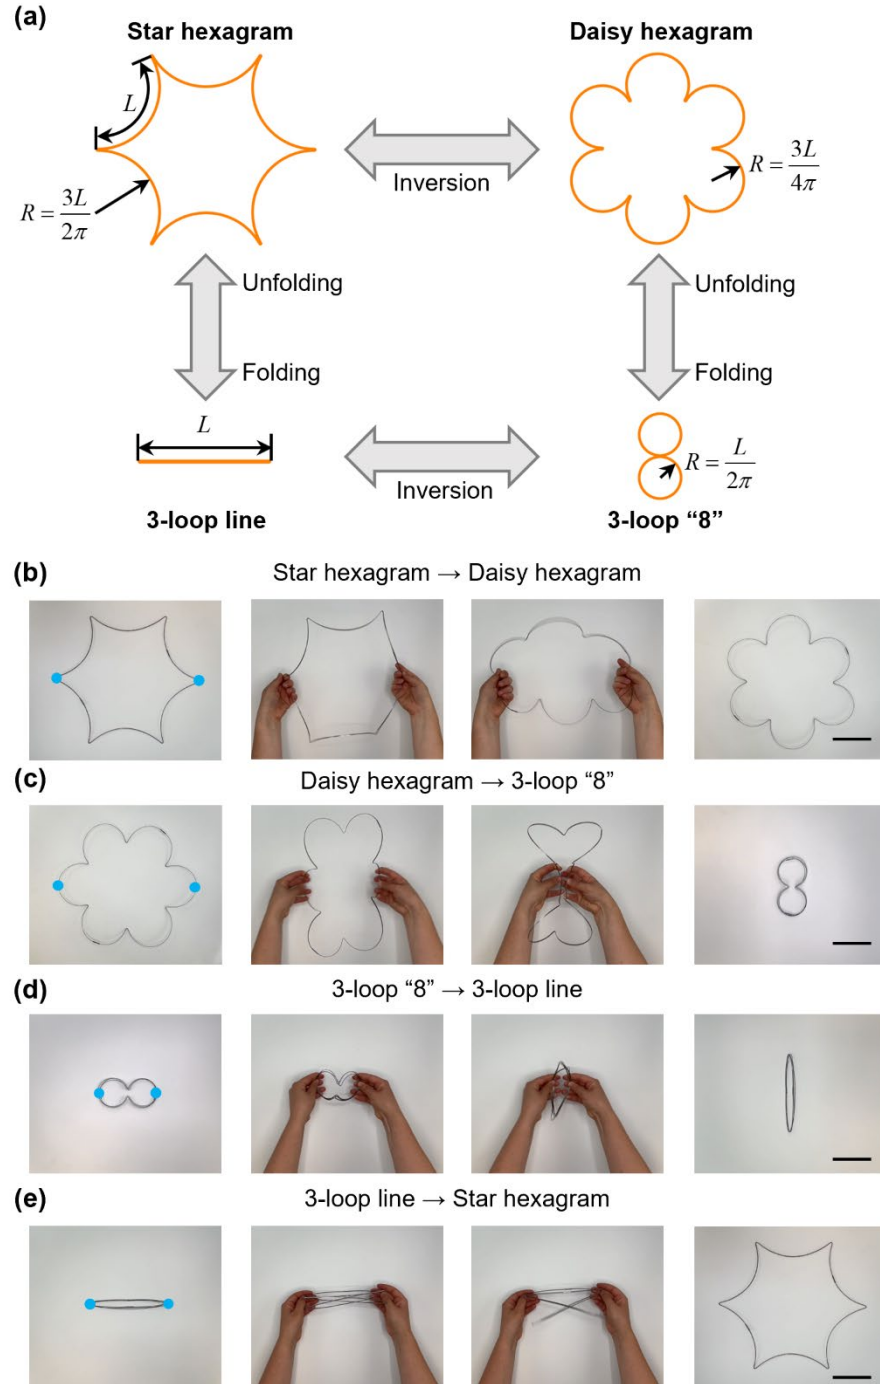 (a)
Star hexagram
Daisy hexagram
L
Inversion
R = 3L/2π
R = 3L/4π
Unfolding
Folding
Unfolding
Folding
L
Inversion
R = L/2π
3-loop line
3-loop “8”
(b)
Star hexagram → Daisy hexagram
(c)
Daisy hexagram → 3-loop “8”
(d)
3-loop “8” → 3-loop line
(e)
3-loop line → Star hexagram